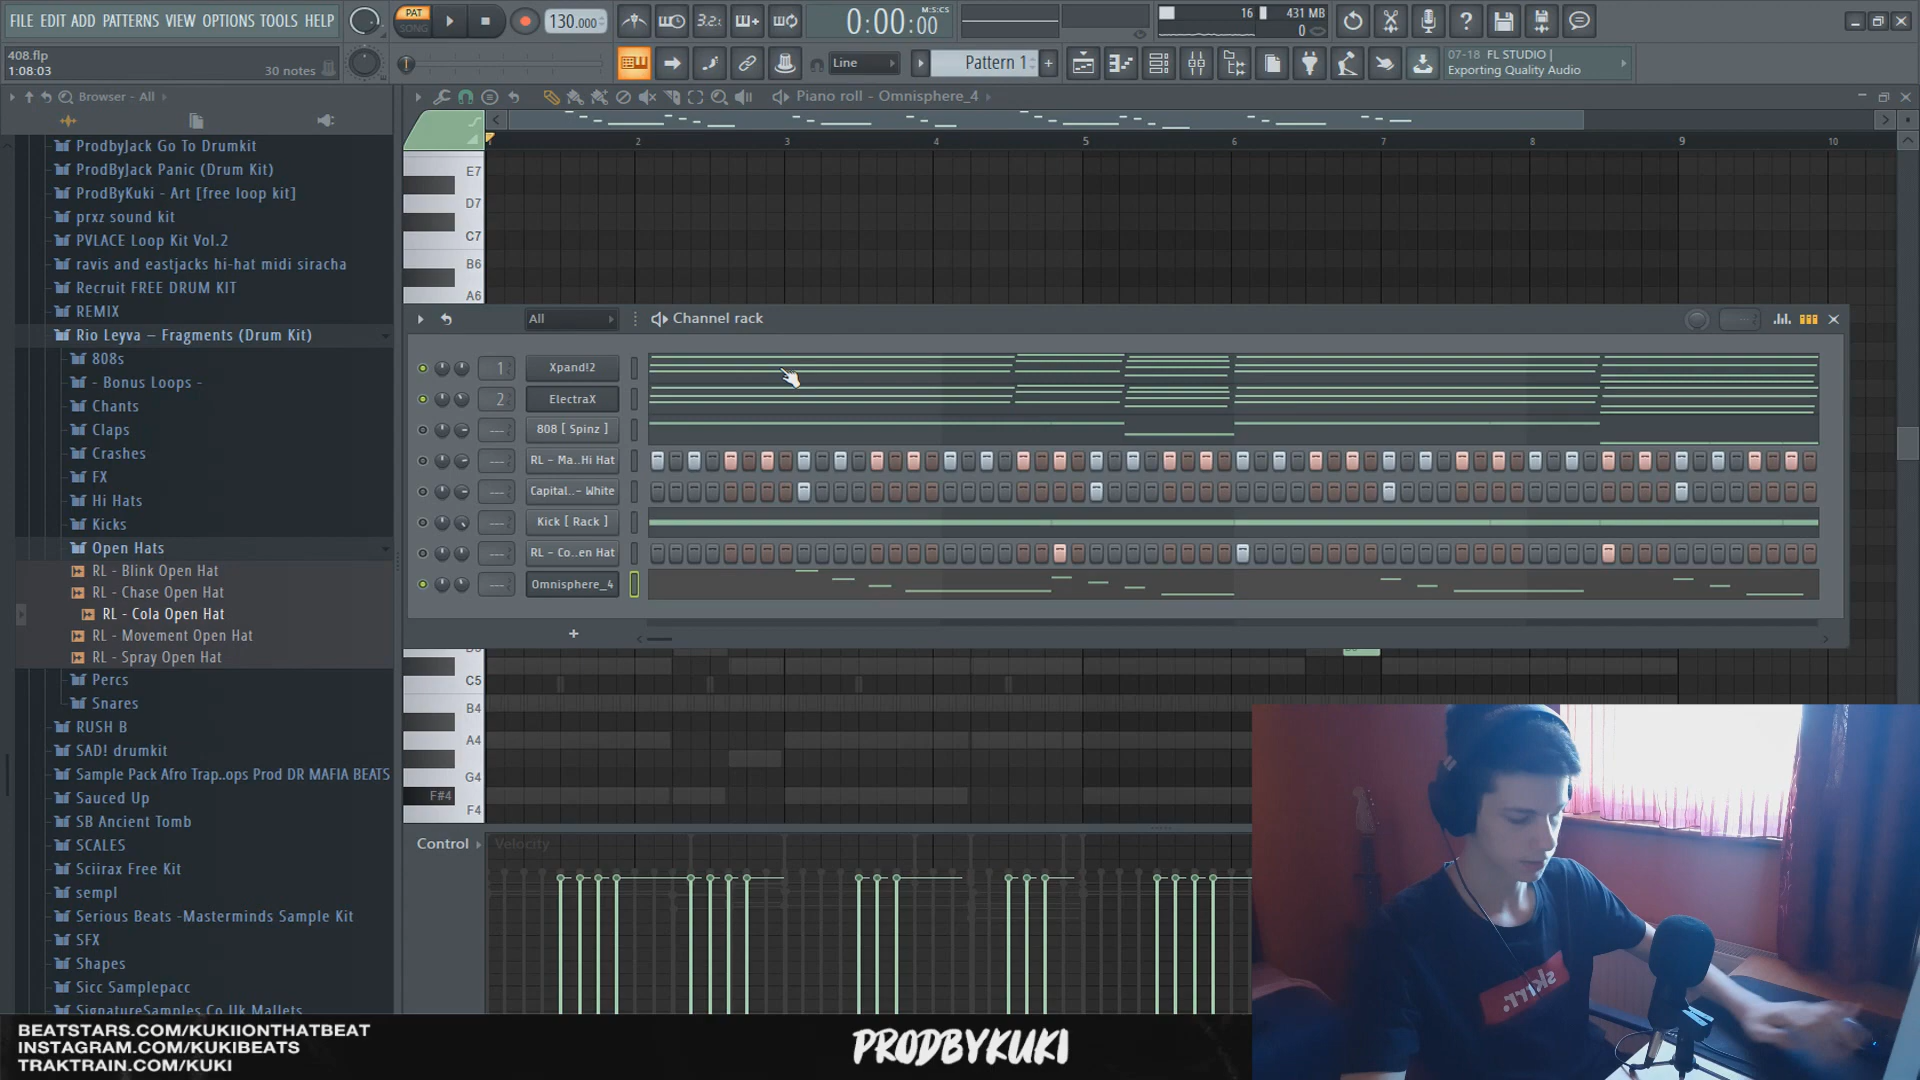 FILE EDIT ADD PATTERNS VIEW OPTIONS TOOLS HELP
PAT
SONG
130.000
3.2:
0:00:00
M:S:CS
16
431 MB
0
408.flp
1:08:03
30 notes
Line
Pattern 1
07-18 FL STUDIO |
Exporting Quality Audio
Browser - All
Piano roll - Omnisphere_4
ProdbyJack Go To Drumkit
ProdByJack Panic (Drum Kit)
ProdByKuki - Art [free loop kit]
prxz sound kit
PVLACE Loop Kit Vol.2
ravis and eastjacks hi-hat midi siracha
Recruit FREE DRUM KIT
REMIX
Rio Leyva – Fragments (Drum Kit)
808s
- Bonus Loops -
Chants
Claps
Crashes
FX
Hi Hats
Kicks
Open Hats
RL - Blink Open Hat
RL - Chase Open Hat
RL - Cola Open Hat
RL - Movement Open Hat
RL - Spray Open Hat
Percs
Snares
RUSH B
SAD! drumkit
Sample Pack Afro Trap..ops Prod DR MAFIA BEATS
Sauced Up
SB Ancient Tomb
SCALES
Sciirax Free Kit
sempl
Serious Beats -Masterminds Sample Kit
SFX
Shapes
Sicc Samplepacc
SignatureSamples.Co.Uk Mallets
2 3 4 5 6 7 8 9 10
E7
D7
C7
B6
A6
All
Channel rack
1 Xpand!2
2 ElectraX
--- 808 [ Spinz ]
--- RL - Ma..Hi Hat
--- Capital..- White
--- Kick [ Rack ]
--- RL - Co..en Hat
--- Omnisphere_4
+
C5
B4
A4
G4
F#4
F4
Control
Velocity
skrr.
BEATSTARS.COM/KUKIIONTHATBEAT
INSTAGRAM.COM/KUKIBEATS
TRAKTRAIN.COM/KUKI
PRODBYKUKI